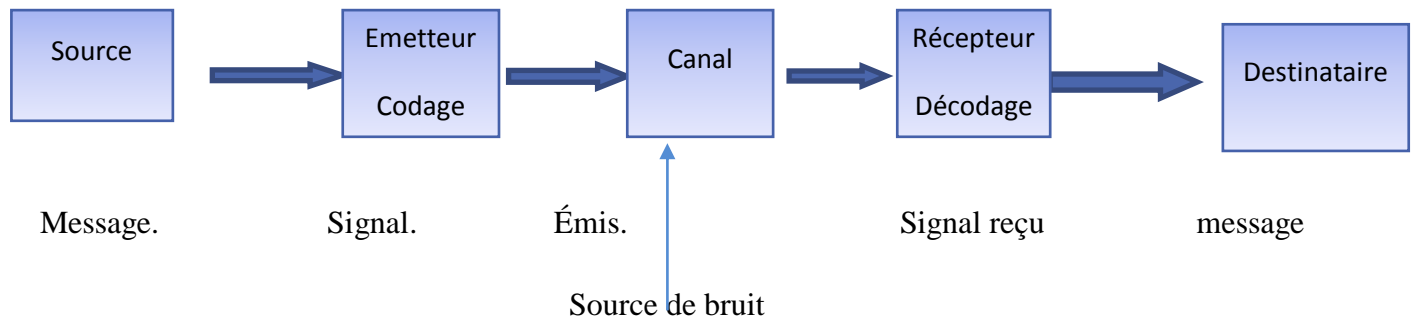 Source
Emetteur
Codage
Canal
Récepteur
Décodage
Destinataire
Message.
Signal.
Émis.
Signal reçu
message
Source de bruit